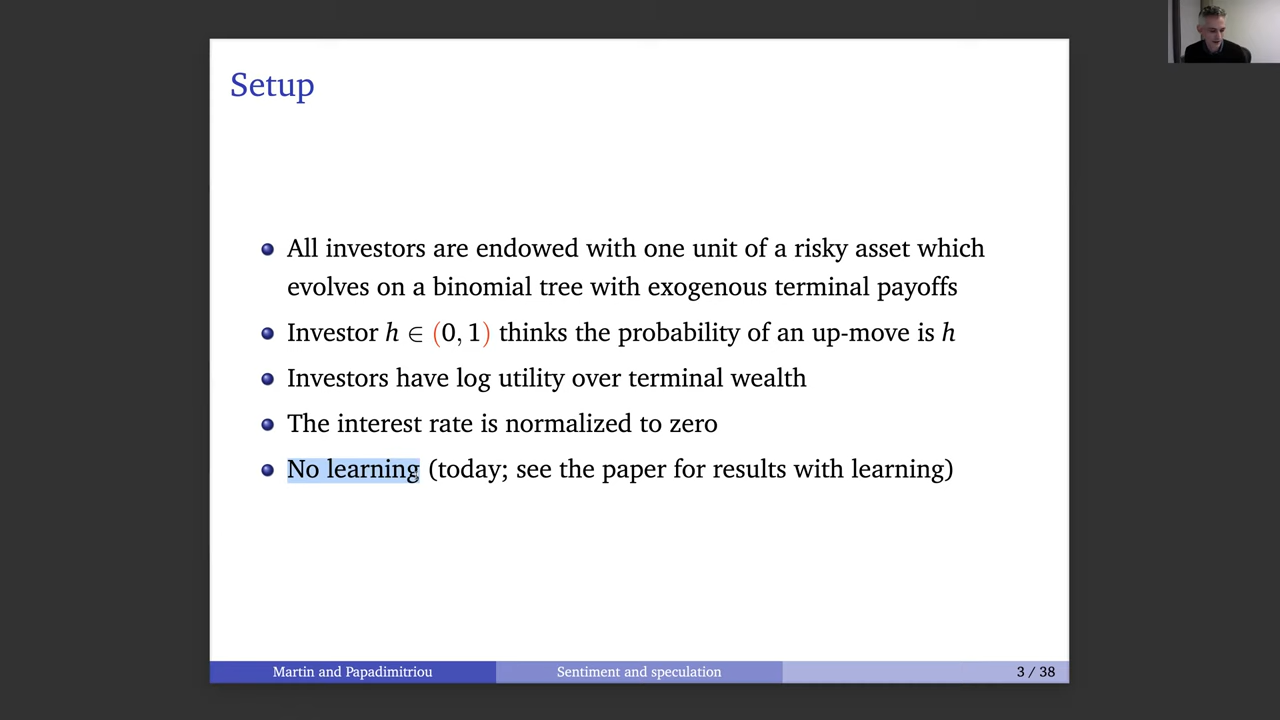 Setup
All investors are endowed with one unit of a risky asset which
evolves on a binomial tree with exogenous terminal payoffs
Investor h ∈ (0, 1) thinks the probability of an up-move is h
Investors have log utility over terminal wealth
The interest rate is normalized to zero
No learning (today; see the paper for results with learning)
Martin and Papadimitriou Sentiment and speculation 3 / 38